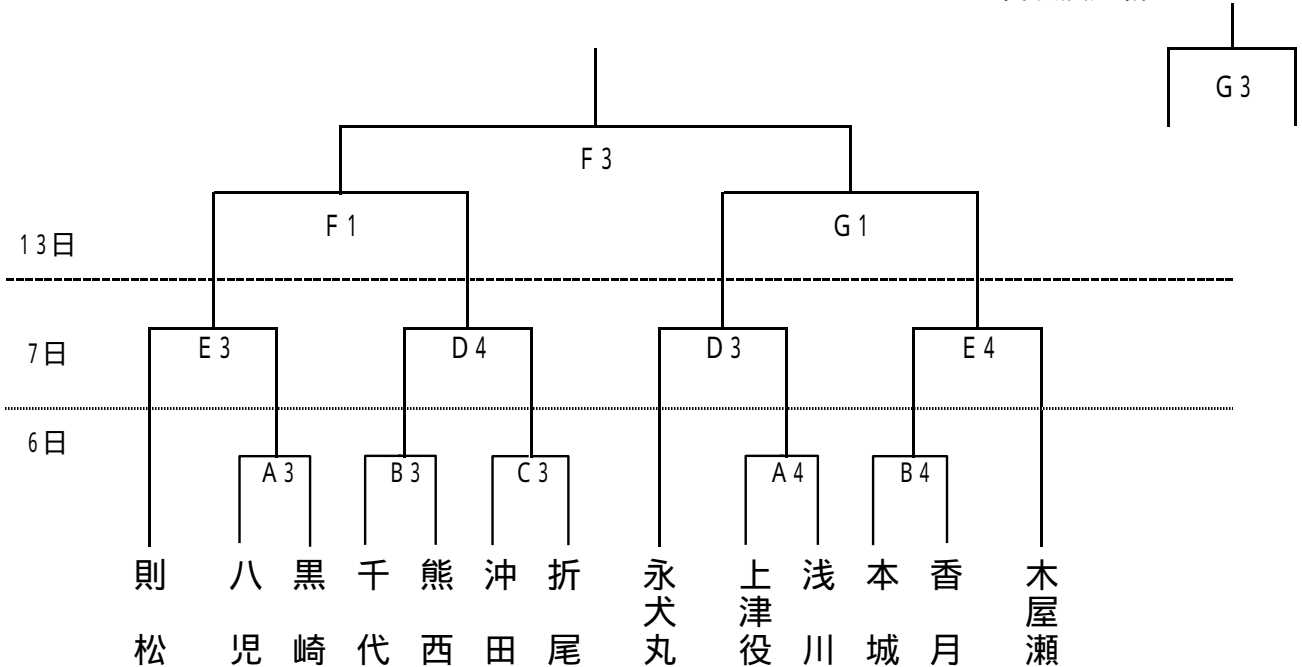 G3
F3
F1
G1
13日
E3
D4
D3
E4
7日
6日
A3
B3
C3
A4
B4
則松
八児
黒崎
千代
熊西
沖田
折尾
永犬丸
上津役
浅川
本城
香月
木屋瀬